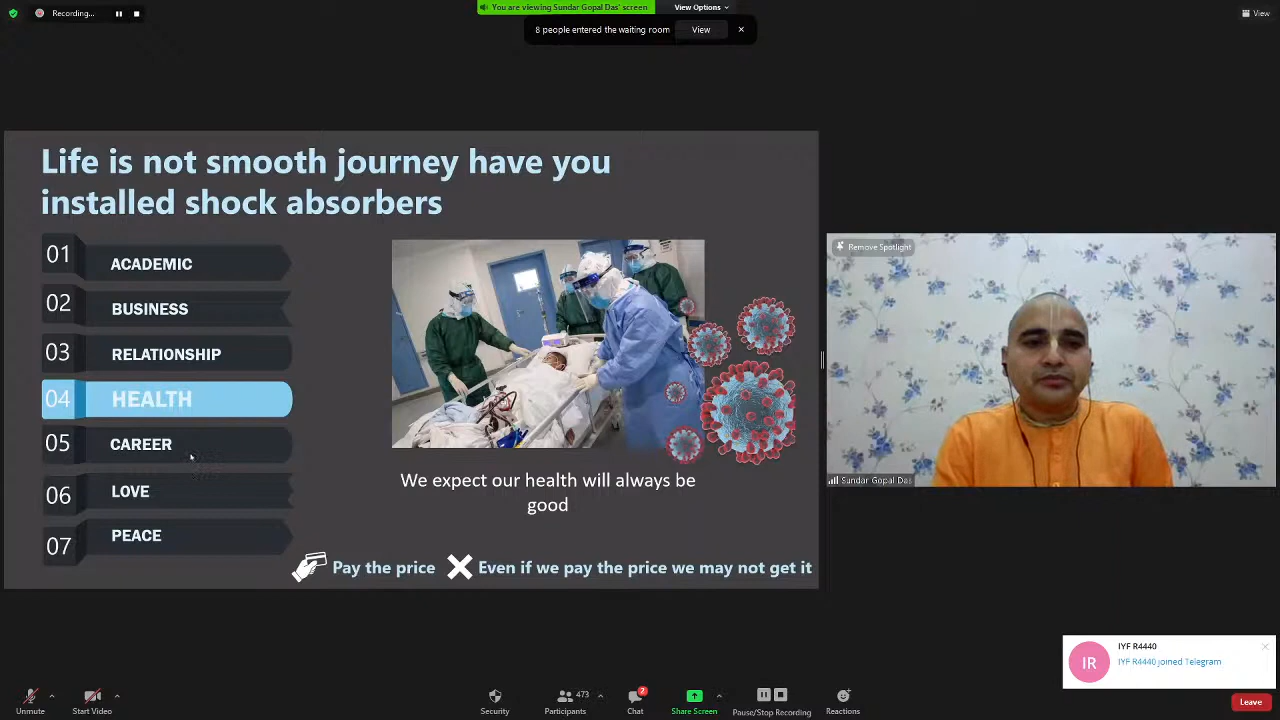 Recording...
You are viewing Sundar Gopal Das' screen
View Options
View
8 people entered the waiting room
View
Life is not smooth journey have you
installed shock absorbers
01 ACADEMIC
02 BUSINESS
03 RELATIONSHIP
04 HEALTH
05 CAREER
06 LOVE
07 PEACE
We expect our health will always be
good
Pay the price
Even if we pay the price we may not get it
Remove Spotlight
Sundar Gopal Das
IYF R4440
IR
IYF R4440 joined Telegram
Unmute
Start Video
Security
Participants 473
Chat 2
Share Screen
Pause/Stop Recording
Reactions
Leave